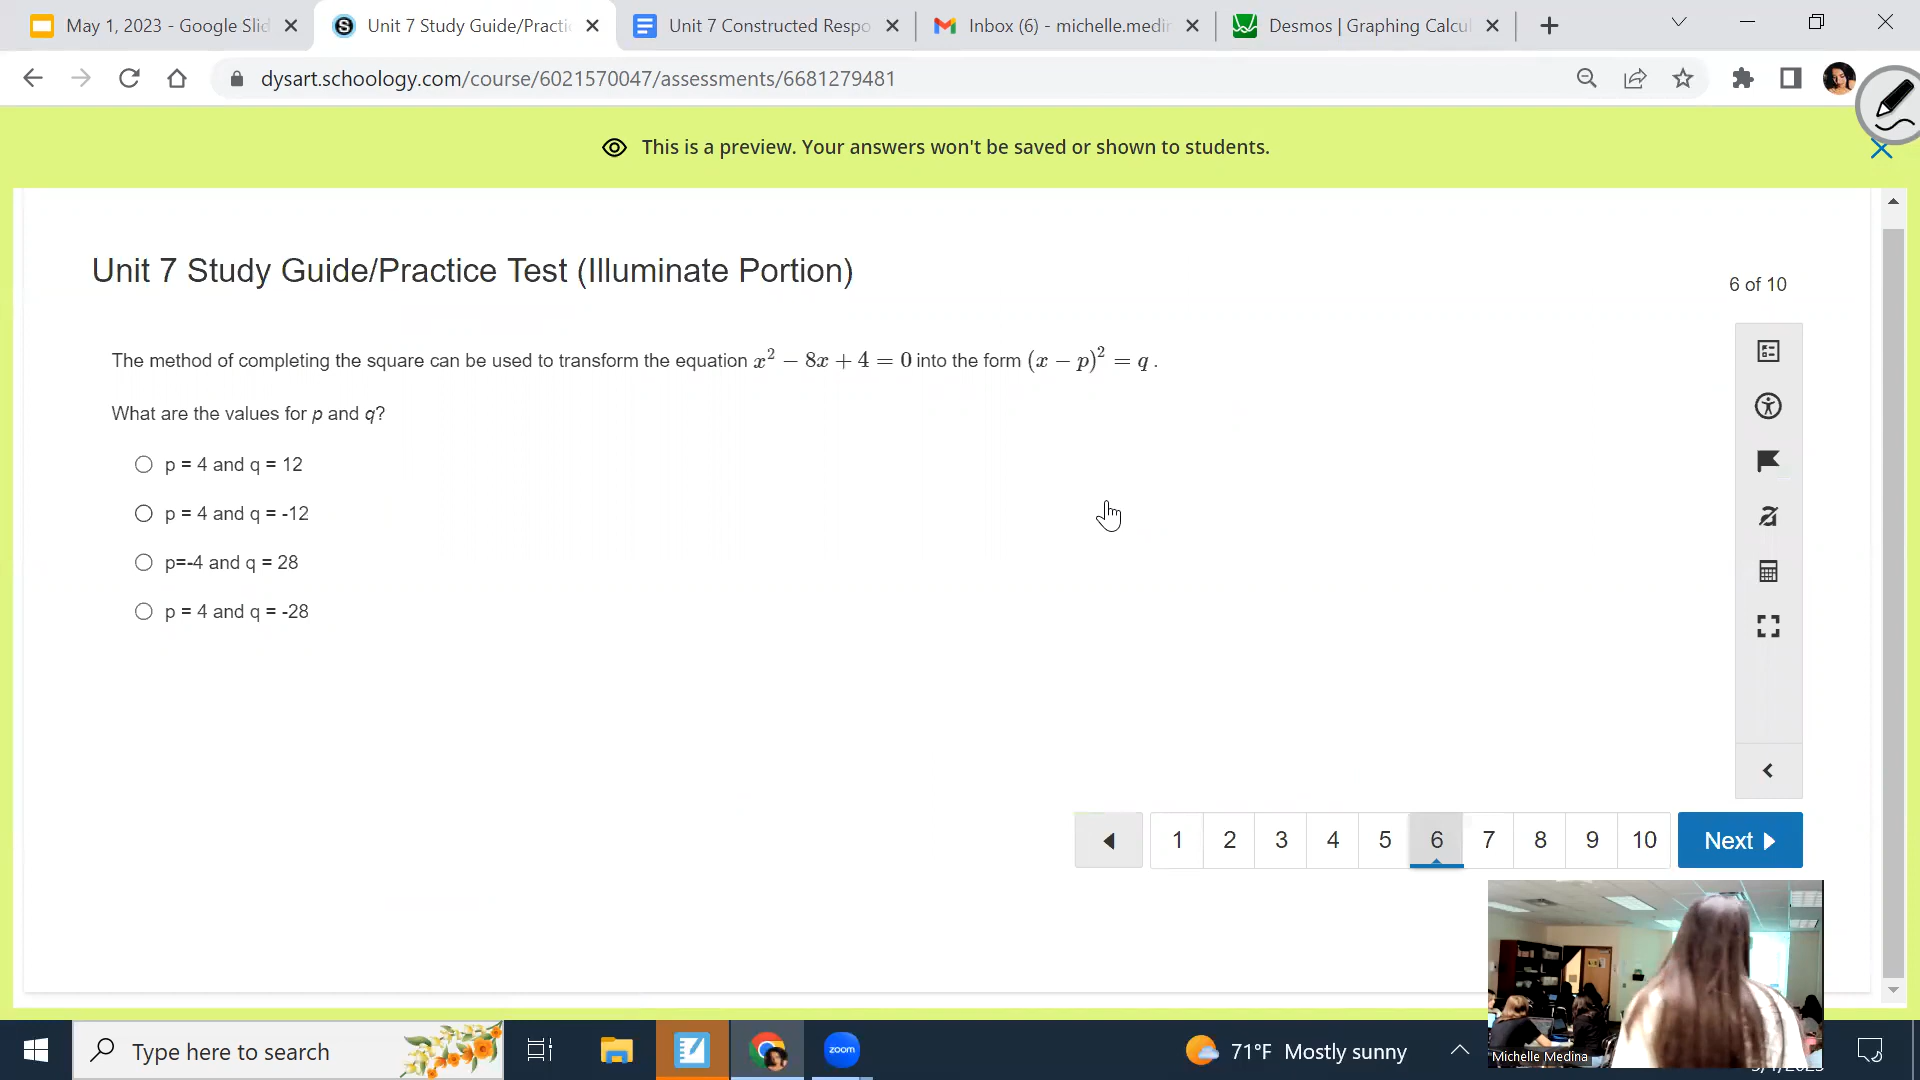 May 1, 2023 - Google Slid
Unit 7 Study Guide/Practi
Unit 7 Constructed Respo
Inbox (6) - michelle.medin
Desmos | Graphing Calcul
dysart.schoology.com/course/6021570047/assessments/6681279481
This is a preview. Your answers won't be saved or shown to students.
Unit 7 Study Guide/Practice Test (Illuminate Portion)
6 of 10
The method of completing the square can be used to transform the equation x² − 8x + 4 = 0 into the form (x − p)² = q .
What are the values for p and q?
p = 4 and q = 12
p = 4 and q = -12
p=-4 and q = 28
p = 4 and q = -28
1 2 3 4 5 6 7 8 9 10 Next
Michelle Medina
Type here to search
zoom
71°F Mostly sunny